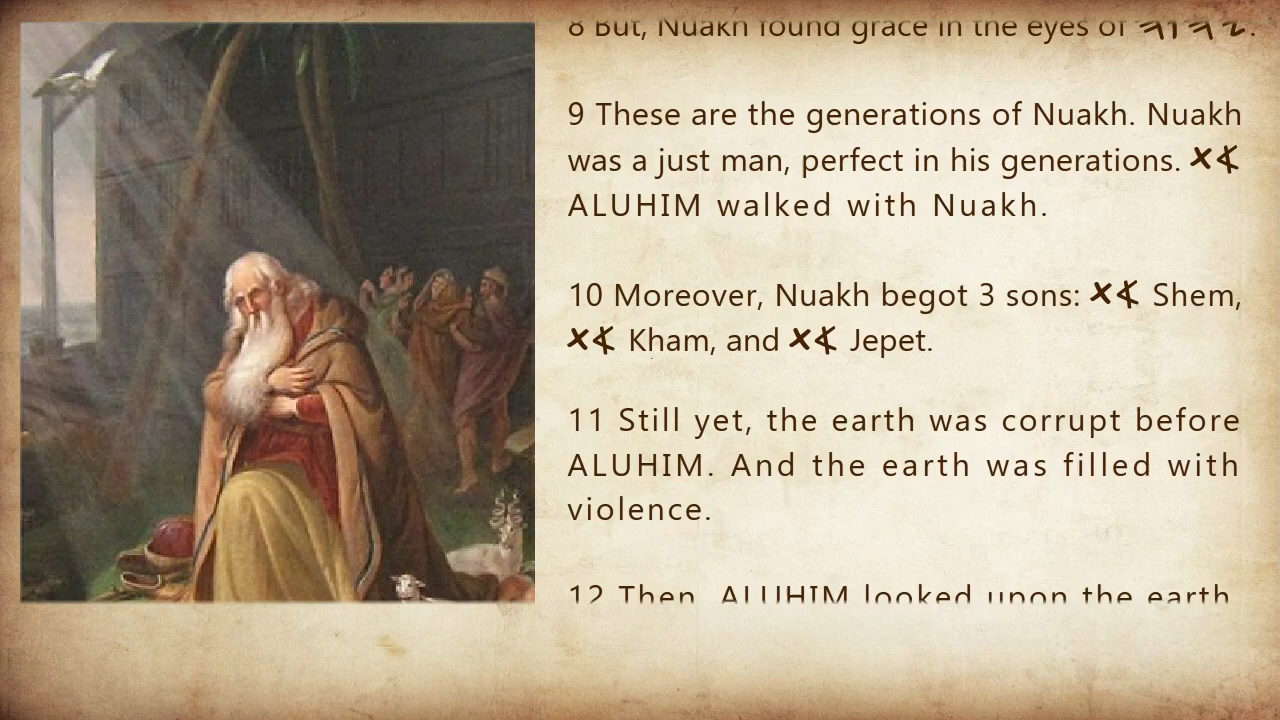 8 But, Nuakh found grace in the eyes of 𐤉𐤄𐤅𐤄.
9 These are the generations of Nuakh. Nuakh
was a just man, perfect in his generations. 𐤀𐤕
ALUHIM walked with Nuakh.
10 Moreover, Nuakh begot 3 sons: 𐤀𐤕 Shem,
𐤀𐤕 Kham, and 𐤀𐤕 Jepet.
11 Still yet, the earth was corrupt before
ALUHIM. And the earth was filled with
violence.
12 Then, ALUHIM looked upon the earth